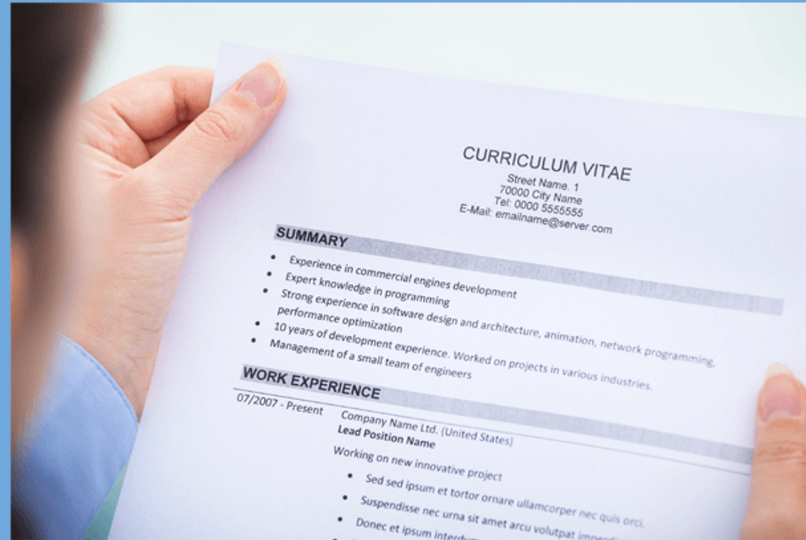 CURRICULUM VITAE
Street Name. 1
70000 City Name
Tel: 0000 5555555
E-Mail: emailname@server.com
SUMMARY
• Experience in commercial engines development
• Expert knowledge in programming
• Strong experience in software design and architecture, animation, network programming,
performance optimization
• 10 years of development experience. Worked on projects in various industries.
• Management of a small team of engineers
WORK EXPERIENCE
07/2007 - Present Company Name Ltd. (United States)
Lead Position Name
Working on new innovative project
• Sed sed ipsum et tortor ornare ullamcorper nec quis orci.
• Suspendisse nec urna sit amet arcu volutpat
• Donec et ipsum